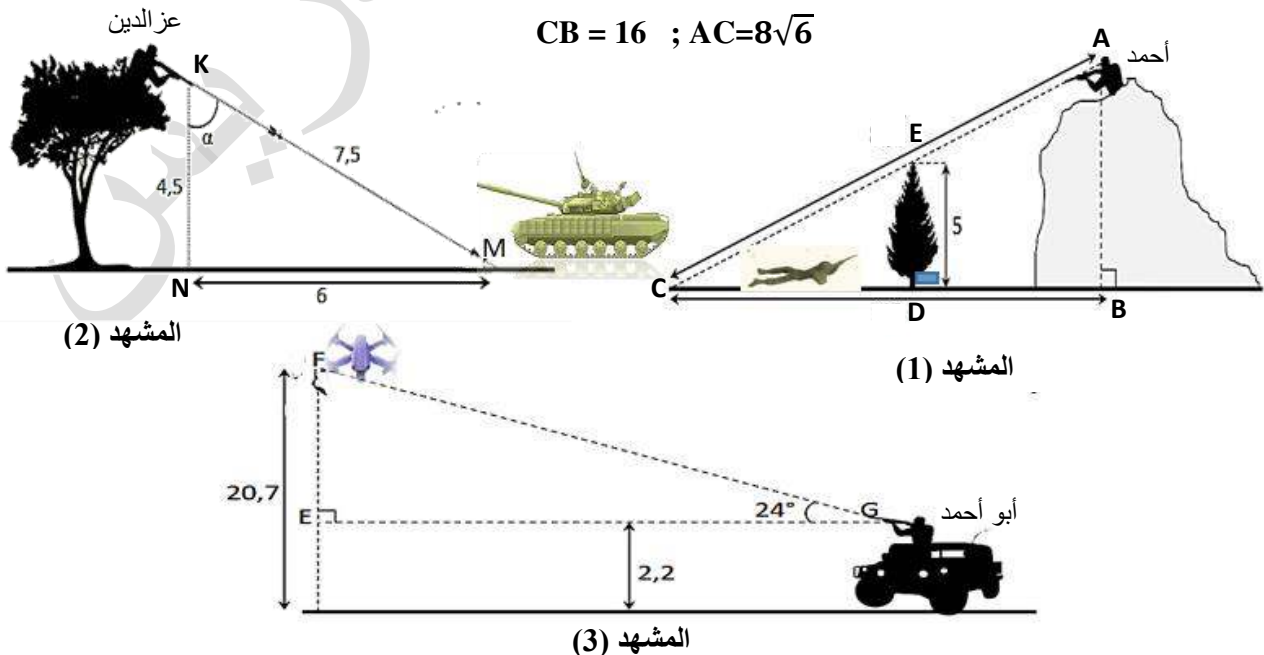 CB = 16 ; AC=8√6
عزالدين
K
α
7,5
4,5
M
N
6
المشهد (2)
A
أحمد
E
5
C
D
B
المشهد (1)
F
20,7
E
24°
G
أبو أحمد
2,2
المشهد (3)